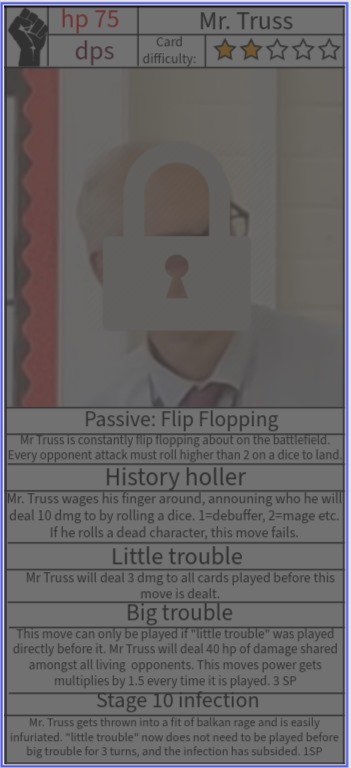 hp 75
Mr. Truss
dps
Card
difficulty:
Passive: Flip Flopping
Mr Truss is constantly flip flopping about on the battlefield.
Every opponent attack must roll higher than 2 on a dice to land.
History holler
Mr. Truss wages his finger around, announing who he will
deal 10 dmg to by rolling a dice. 1=debuffer, 2=mage etc.
If he rolls a dead character, this move fails.
Little trouble
Mr Truss will deal 3 dmg to all cards played before this
move is dealt.
Big trouble
This move can only be played if "little trouble" was played
directly before it. Mr Truss will deal 40 hp of damage shared
amongst all living opponents. This moves power gets
multiplies by 1.5 every time it is played. 3 SP
Stage 10 infection
Mr. Truss gets thrown into a fit of balkan rage and is easily
infuriated. "little trouble" now does not need to be played before
big trouble for 3 turns, and the infection has subsided. 1SP